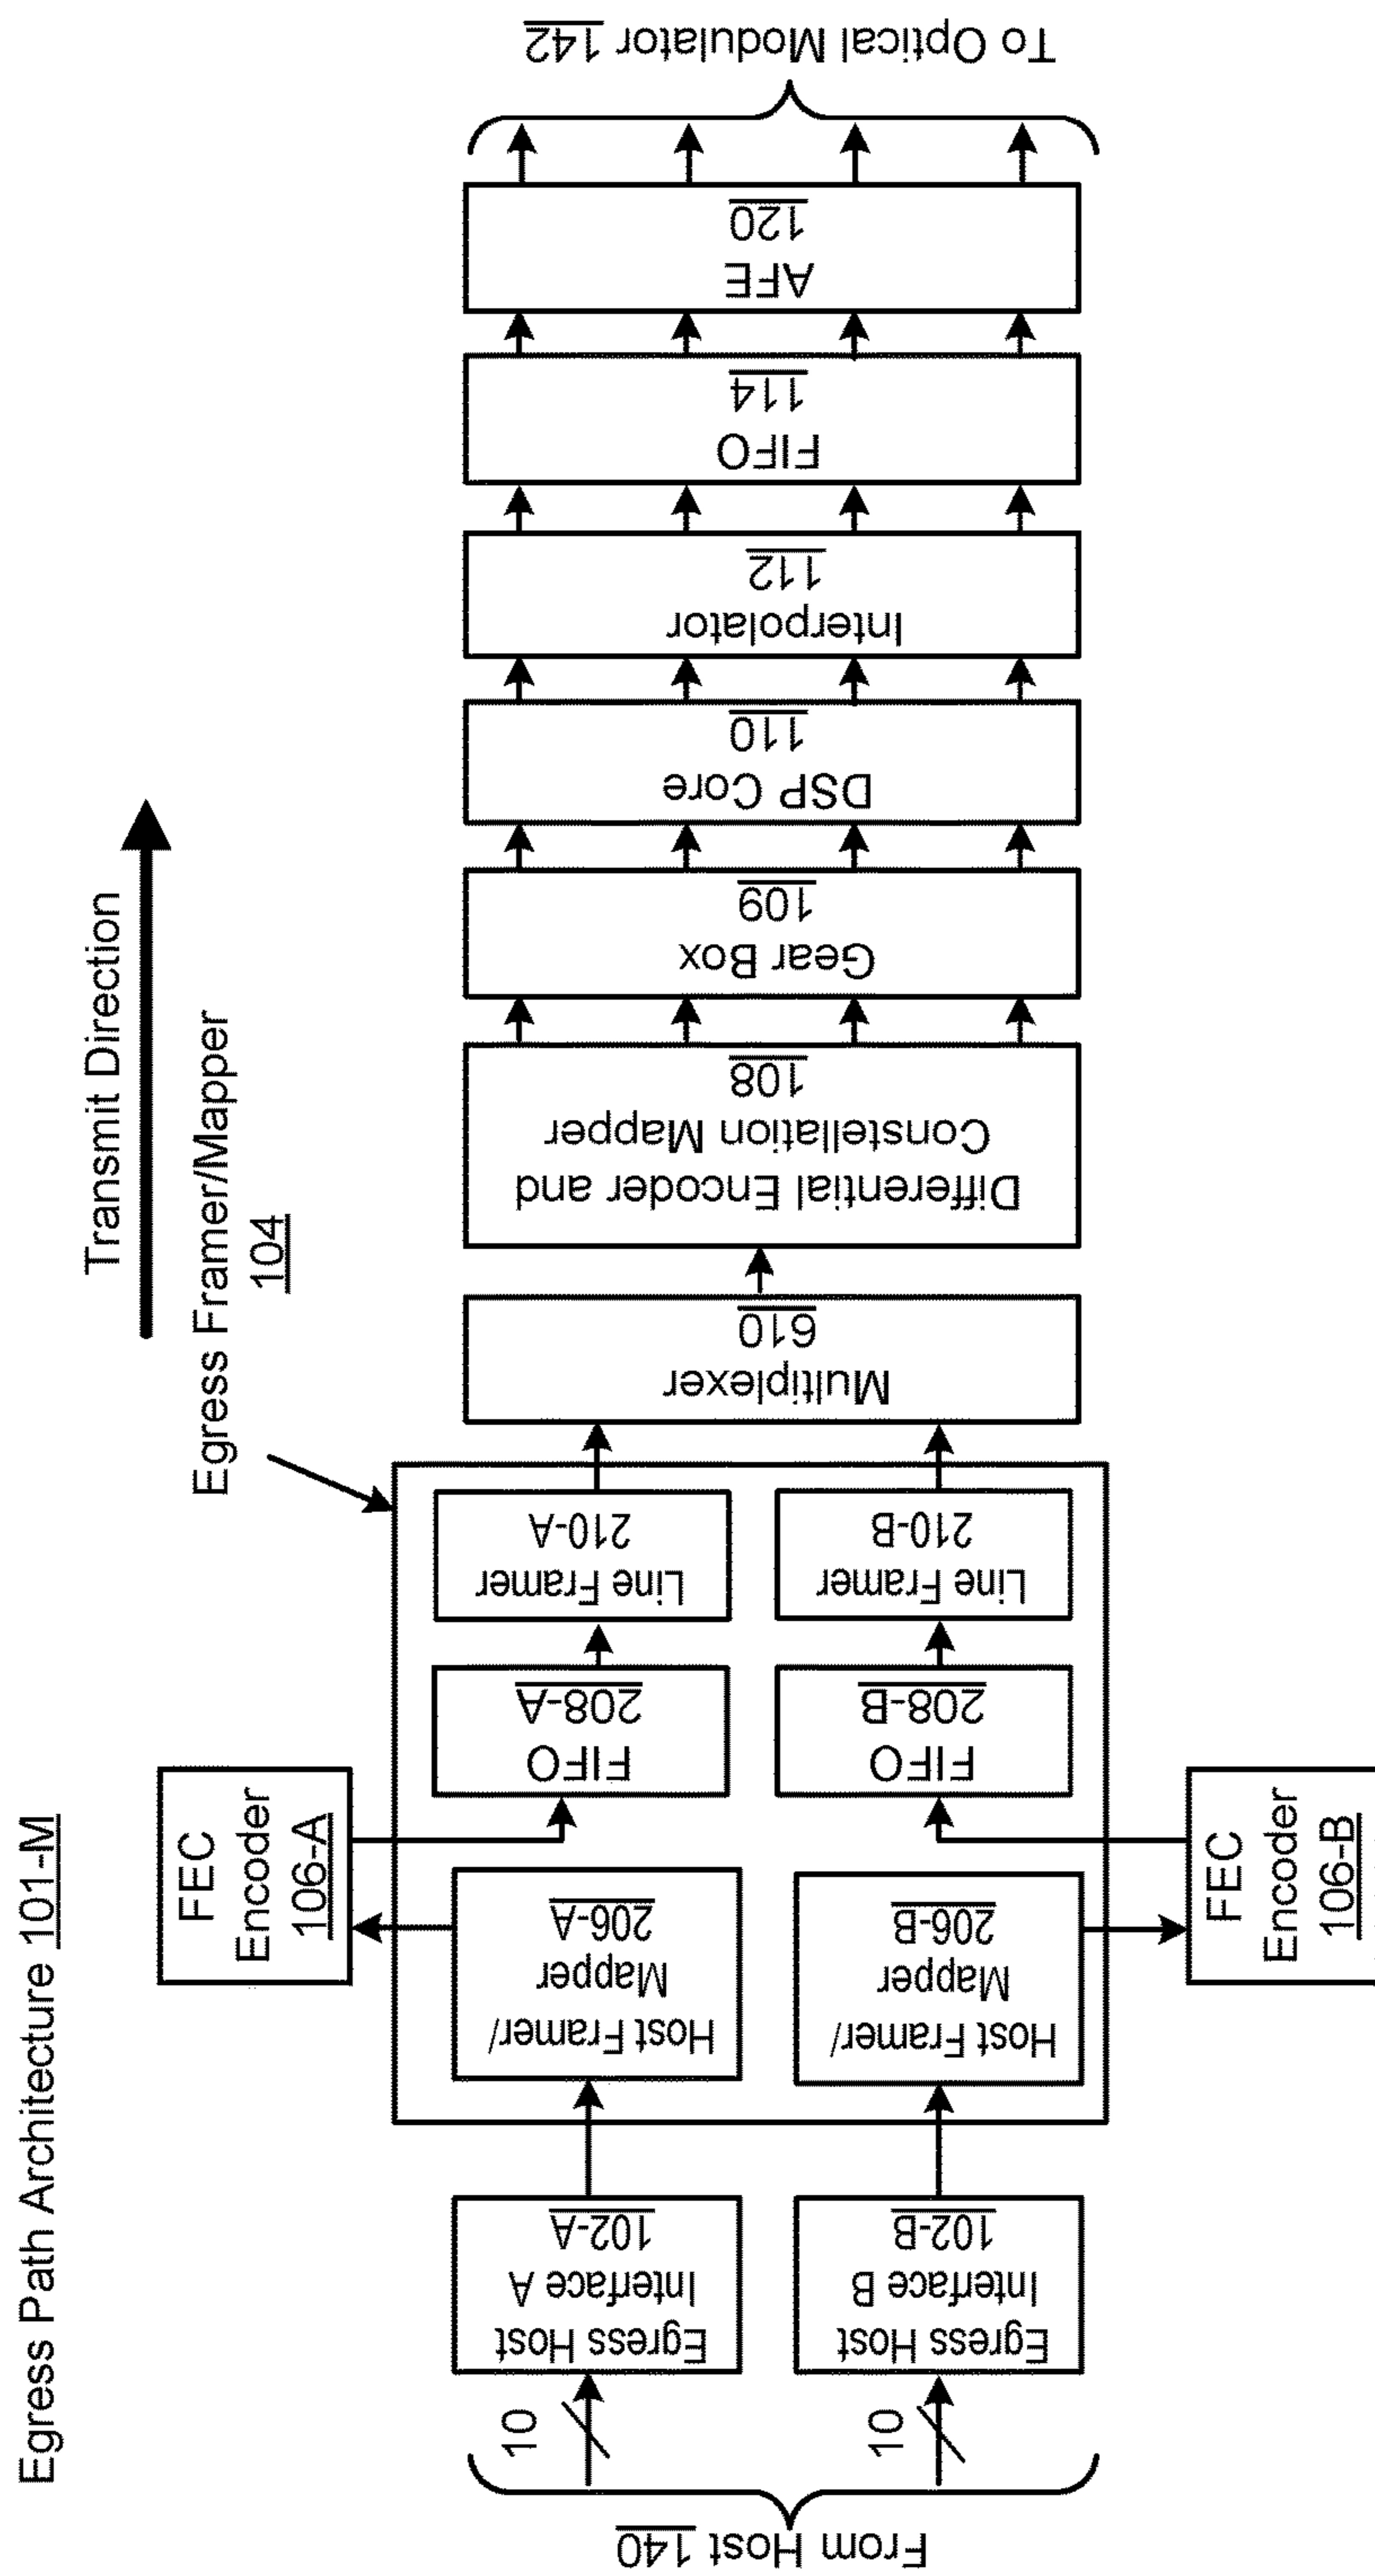 Egress Path Architecture 101-M
Transmit Direction
Egress Framer/Mapper
104
From Host 140
10
10
Egress Host
Interface A
102-A
Egress Host
Interface B
102-B
Host Framer/
Mapper
206-A
Host Framer/
Mapper
206-B
FEC
Encoder
106-A
FEC
Encoder
106-B
FIFO
208-A
FIFO
208-B
Line Framer
210-A
Line Framer
210-B
Multiplexer
610
Differential Encoder and
Constellation Mapper
108
Gear Box
109
DSP Core
110
Interpolator
112
FIFO
114
AFE
120
To Optical Modulator 142